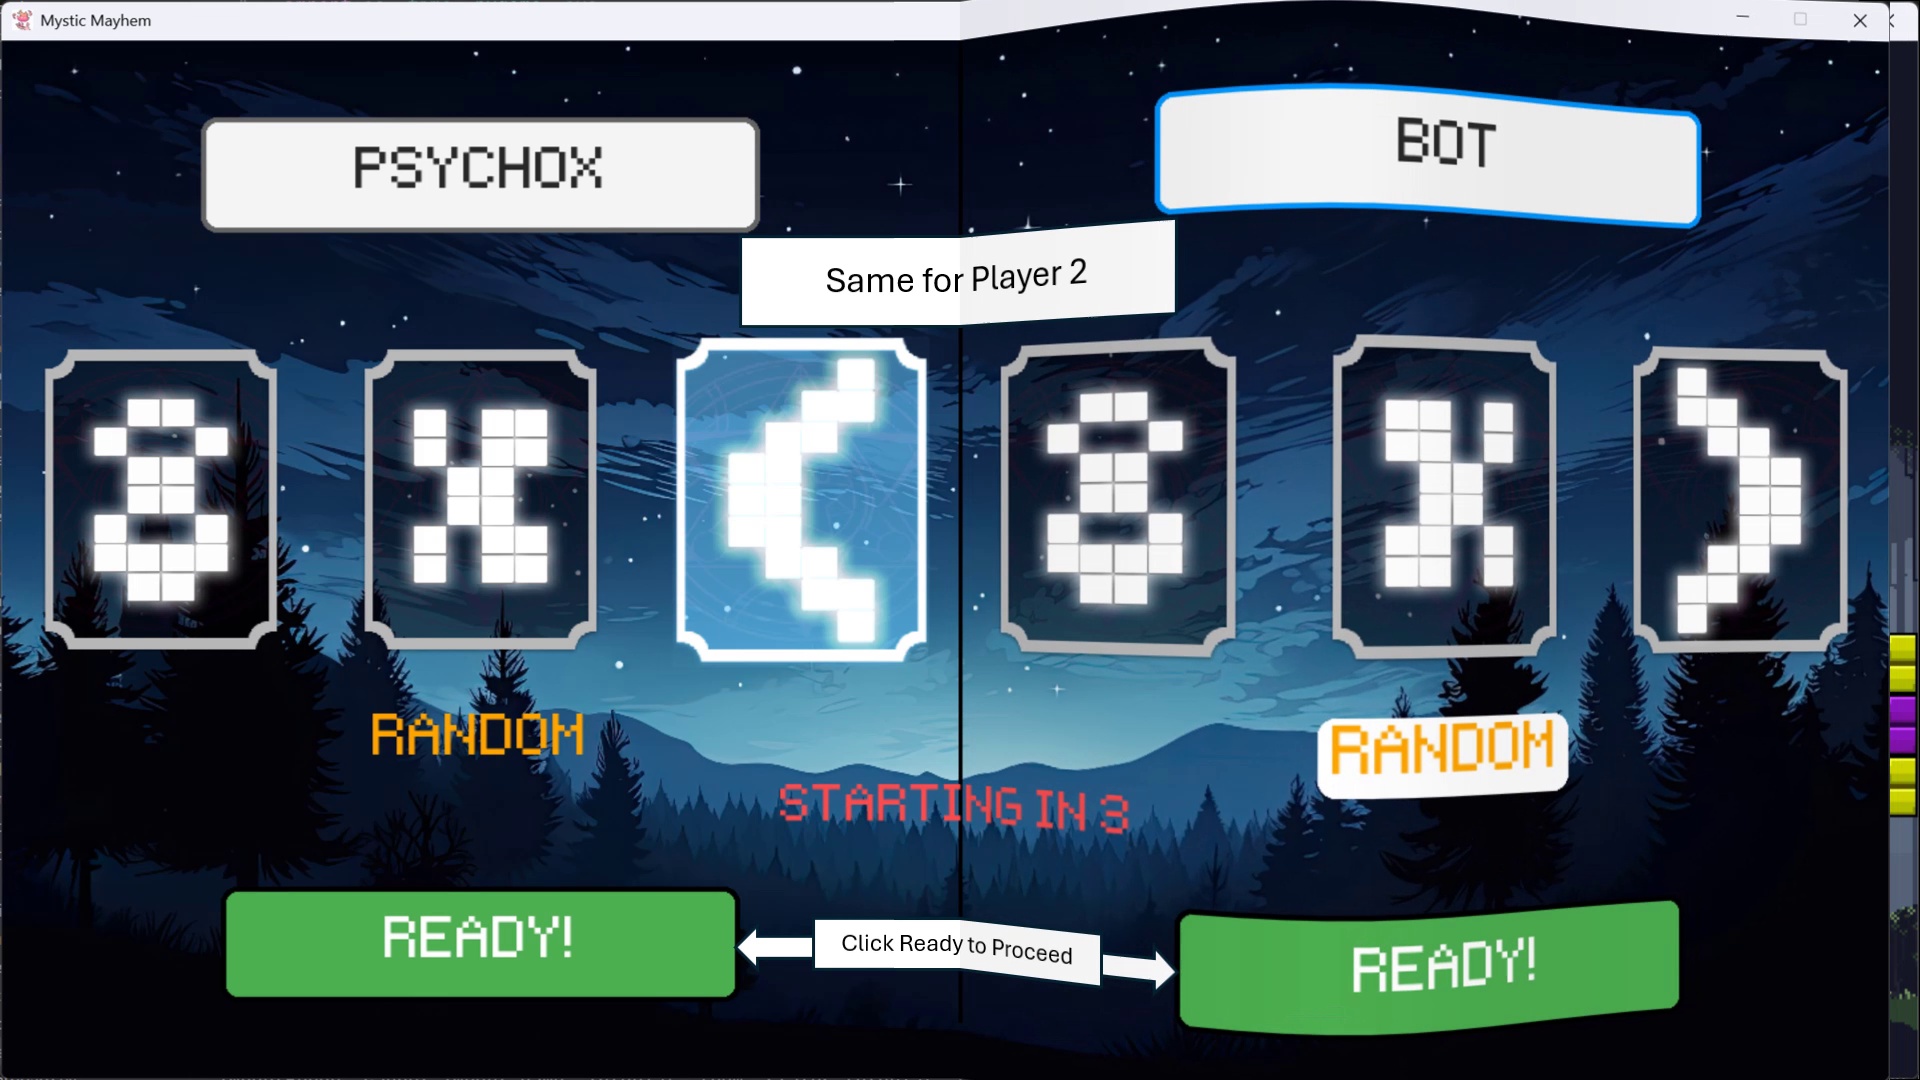 Mystic Mayhem
PSYCHOX
BOT
Same for Player 2
RANDOM
RANDOM
STARTING IN 3
READY!
Click Ready to Proceed
READY!